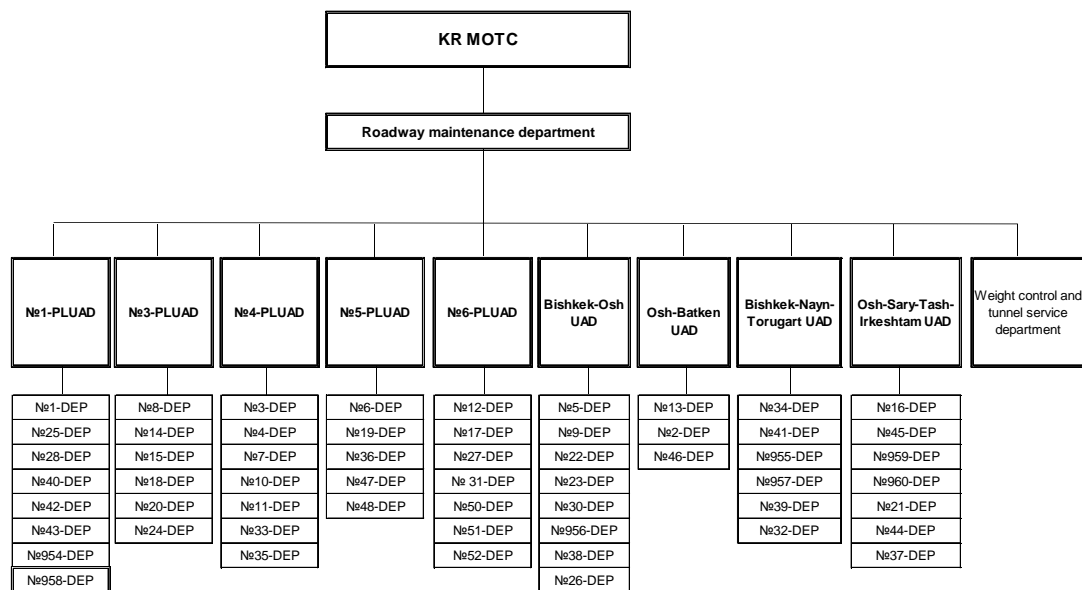 KR MOTC
Roadway maintenance department
№1-PLUAD
№3-PLUAD
№4-PLUAD
№5-PLUAD
№6-PLUAD
Bishkek-Osh
UAD
Osh-Batken
UAD
Bishkek-Nayn-
Torugart UAD
Osh-Sary-Tash-
Irkeshtam UAD
Weight control and
tunnel service
department
№1-DEP
№25-DEP
№28-DEP
№40-DEP
№42-DEP
№43-DEP
№954-DEP
№958-DEP
№8-DEP
№14-DEP
№15-DEP
№18-DEP
№20-DEP
№24-DEP
№3-DEP
№4-DEP
№7-DEP
№10-DEP
№11-DEP
№33-DEP
№35-DEP
№6-DEP
№19-DEP
№36-DEP
№47-DEP
№48-DEP
№12-DEP
№17-DEP
№27-DEP
№ 31-DEP
№50-DEP
№51-DEP
№52-DEP
№5-DEP
№9-DEP
№22-DEP
№23-DEP
№30-DEP
№956-DEP
№38-DEP
№26-DEP
№13-DEP
№2-DEP
№46-DEP
№34-DEP
№41-DEP
№955-DEP
№957-DEP
№39-DEP
№32-DEP
№16-DEP
№45-DEP
№959-DEP
№960-DEP
№21-DEP
№44-DEP
№37-DEP